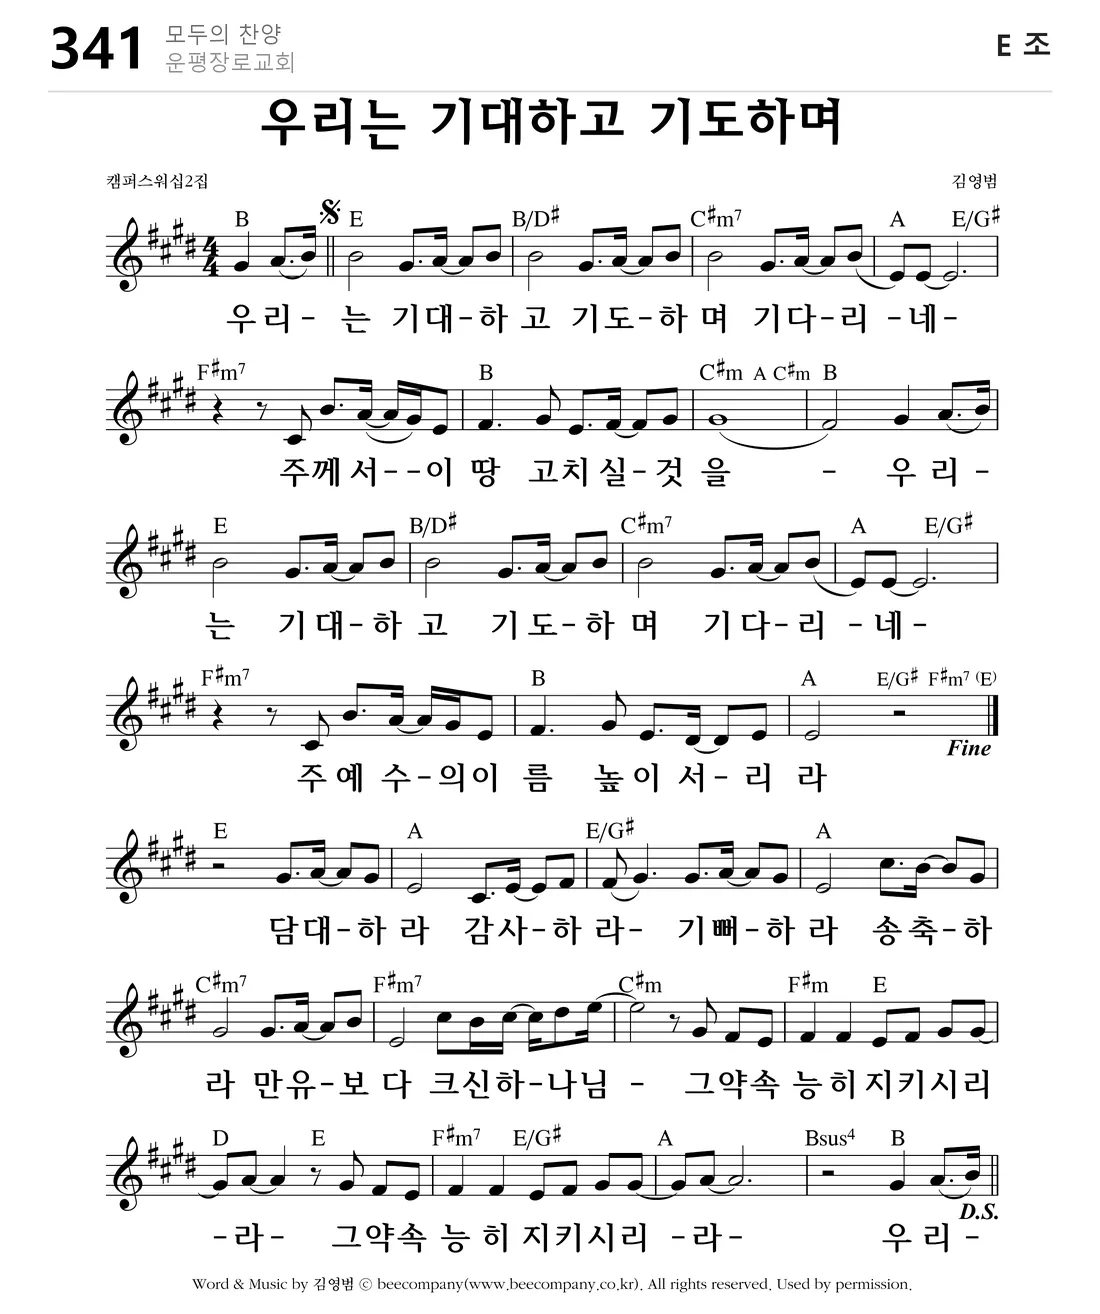 341 모두의 찬양
운평장로교회
E 조
우리는 기대하고 기도하며
캠퍼스워십2집 김영범
B E B/D# C#m7 A E/G#
우리- 는 기대-하고 기도-하며 기다-리 -네-
F#m7 B C#m A C#m B
주께서--이땅 고치실-것을 - 우리-
E B/D# C#m7 A E/G#
는 기대-하고 기도-하며 기다-리 -네-
F#m7 B A E/G# F#m7 (E)
Fine
주예수-의이름 높이서-리라
E A E/G# A
담대-하라 감사-하라- 기뻐-하라 송축-하
C#m7 F#m7 C#m F#m E
라 만유-보다 크신하-나님 - 그약속 능히지키시리
D E F#m7 E/G# A Bsus4 B
D.S.
-라- 그약속 능히 지키시리 -라- 우리-
Word & Music by 김영범 ⓒ beecompany(www.beecompany.co.kr). All rights reserved. Used by permission.